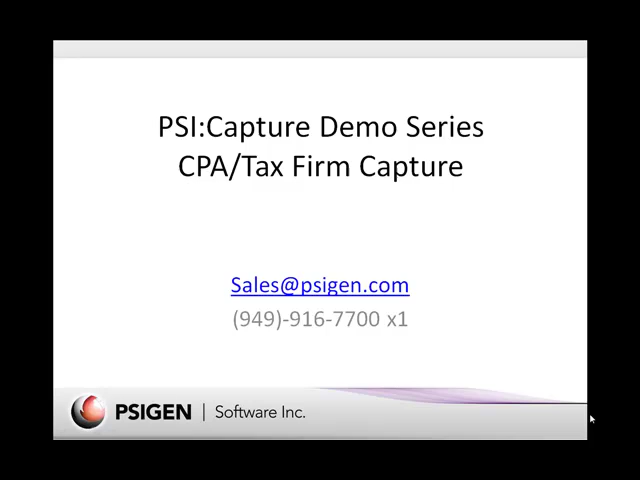 PSI:Capture Demo Series
CPA/Tax Firm Capture
Sales@psigen.com
(949)-916-7700 x1
PSIGEN | Software Inc.